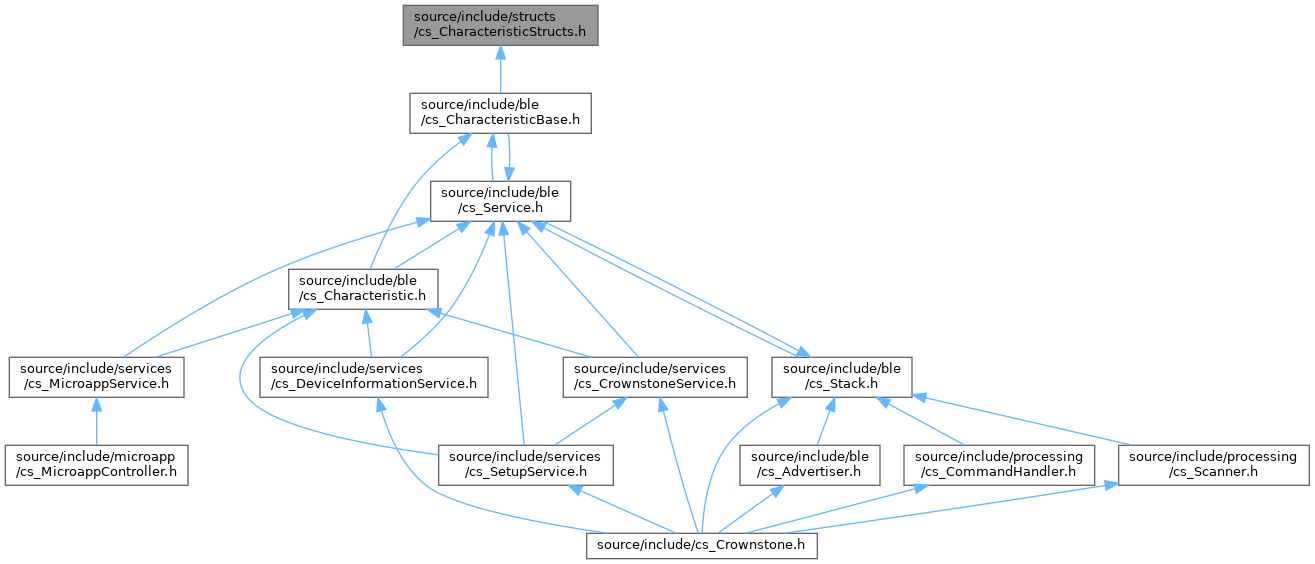 source/include/structs
/cs_CharacteristicStructs.h
source/include/ble
/cs_CharacteristicBase.h
source/include/ble
/cs_Service.h
source/include/ble
/cs_Characteristic.h
source/include/services
/cs_MicroappService.h
source/include/services
/cs_DeviceInformationService.h
source/include/services
/cs_CrownstoneService.h
source/include/ble
/cs_Stack.h
source/include/microapp
/cs_MicroappController.h
source/include/services
/cs_SetupService.h
source/include/ble
/cs_Advertiser.h
source/include/processing
/cs_CommandHandler.h
source/include/processing
/cs_Scanner.h
source/include/cs_Crownstone.h